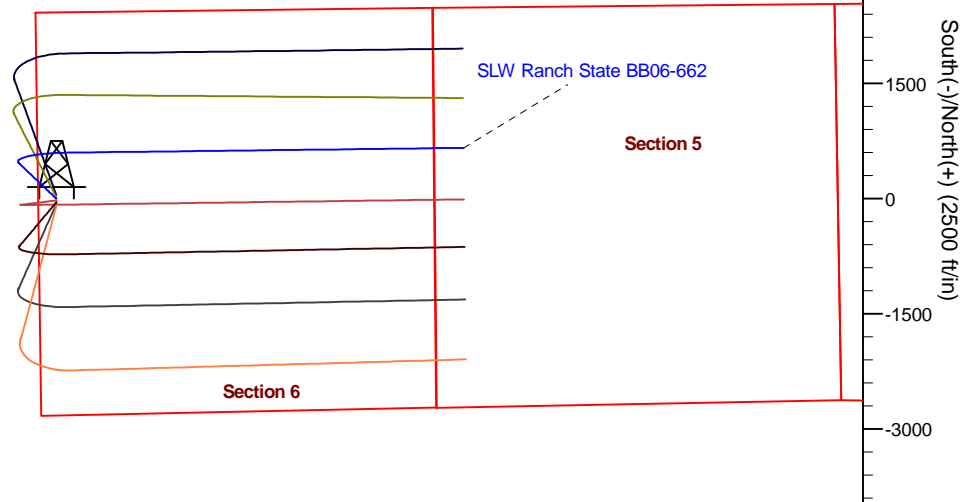 SLW Ranch State BB06-662
Section 5
Section 6
1500
0
-1500
-3000
South(-)/North(+) (2500 ft/in)